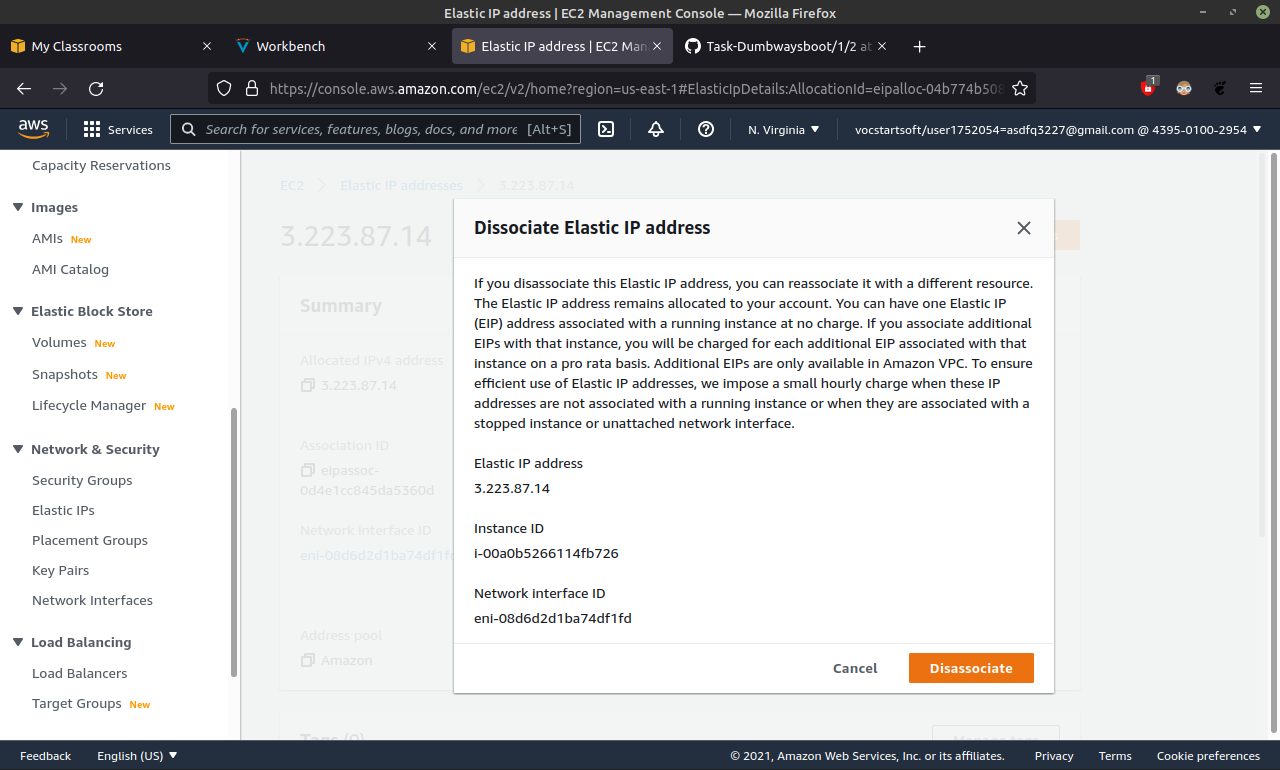 Elastic IP address | EC2 Management Console — Mozilla Firefox
My Classrooms
Workbench
Elastic IP address | EC2 Man
Task-Dumbwaysboot/1/2 at
https://console.aws.amazon.com/ec2/v2/home?region=us-east-1#ElasticIpDetails:AllocationId=eipalloc-04b774b508
1
aws
Services
Search for services, features, blogs, docs, and more
[Alt+S]
N. Virginia
vocstartsoft/user1752054=asdfq3227@gmail.com @ 4395-0100-2954
Capacity Reservations
Images
AMIs New
AMI Catalog
Elastic Block Store
Volumes New
Snapshots New
Lifecycle Manager New
Network & Security
Security Groups
Elastic IPs
Placement Groups
Key Pairs
Network Interfaces
Load Balancing
Load Balancers
Target Groups New
EC2
Elastic IP addresses
3.223.87.14
3.223.87.14
Summary
Allocated IPv4 address
3.223.87.14
Association ID
eipassoc-
0d4e1cc845da5360d
Network interface ID
eni-08d6d2d1ba74df1fd
Address pool
Amazon
Tags (0)
Manage tags
Dissociate Elastic IP address
If you disassociate this Elastic IP address, you can reassociate it with a different resource.
The Elastic IP address remains allocated to your account. You can have one Elastic IP
(EIP) address associated with a running instance at no charge. If you associate additional
EIPs with that instance, you will be charged for each additional EIP associated with that
instance on a pro rata basis. Additional EIPs are only available in Amazon VPC. To ensure
efficient use of Elastic IP addresses, we impose a small hourly charge when these IP
addresses are not associated with a running instance or when they are associated with a
stopped instance or unattached network interface.
Elastic IP address
3.223.87.14
Instance ID
i-00a0b5266114fb726
Network interface ID
eni-08d6d2d1ba74df1fd
Cancel
Disassociate
Feedback
English (US)
© 2021, Amazon Web Services, Inc. or its affiliates.
Privacy
Terms
Cookie preferences